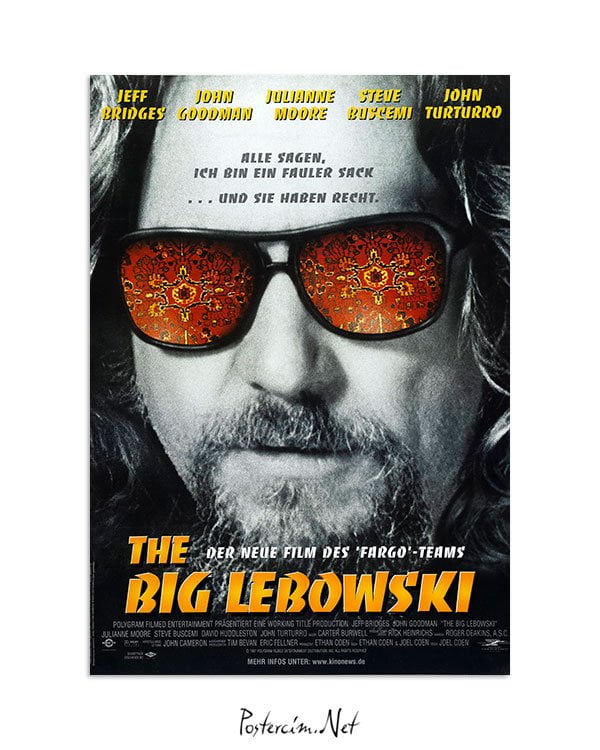 JEFF BRIDGES JOHN GOODMAN JULIANNE MOORE STEVE BUSCEMI JOHN TURTURRO
ALLE SAGEN,
ICH BIN EIN FAULER SACK
. . . UND SIE HABEN RECHT.
THE DER NEUE FILM DES 'FARGO'-TEAMS
BIG LEBOWSKI
POLYGRAM FILMED ENTERTAINMENT PRÄSENTIERT EINE WORKING TITLE PRODUCTION JEFF BRIDGES JOHN GOODMAN "THE BIG LEBOWSKI"
JULIANNE MOORE STEVE BUSCEMI DAVID HUDDLESTON JOHN TURTURRO CARTER BURWELL RICK HEINRICHS ROGER DEAKINS, A.S.C.
JOHN CAMERON TIM BEVAN ERIC FELLNER ETHAN COEN ETHAN COEN & JOEL COEN JOEL COEN
MEHR INFOS UNTER: www.kinonews.de
Postercim.Net